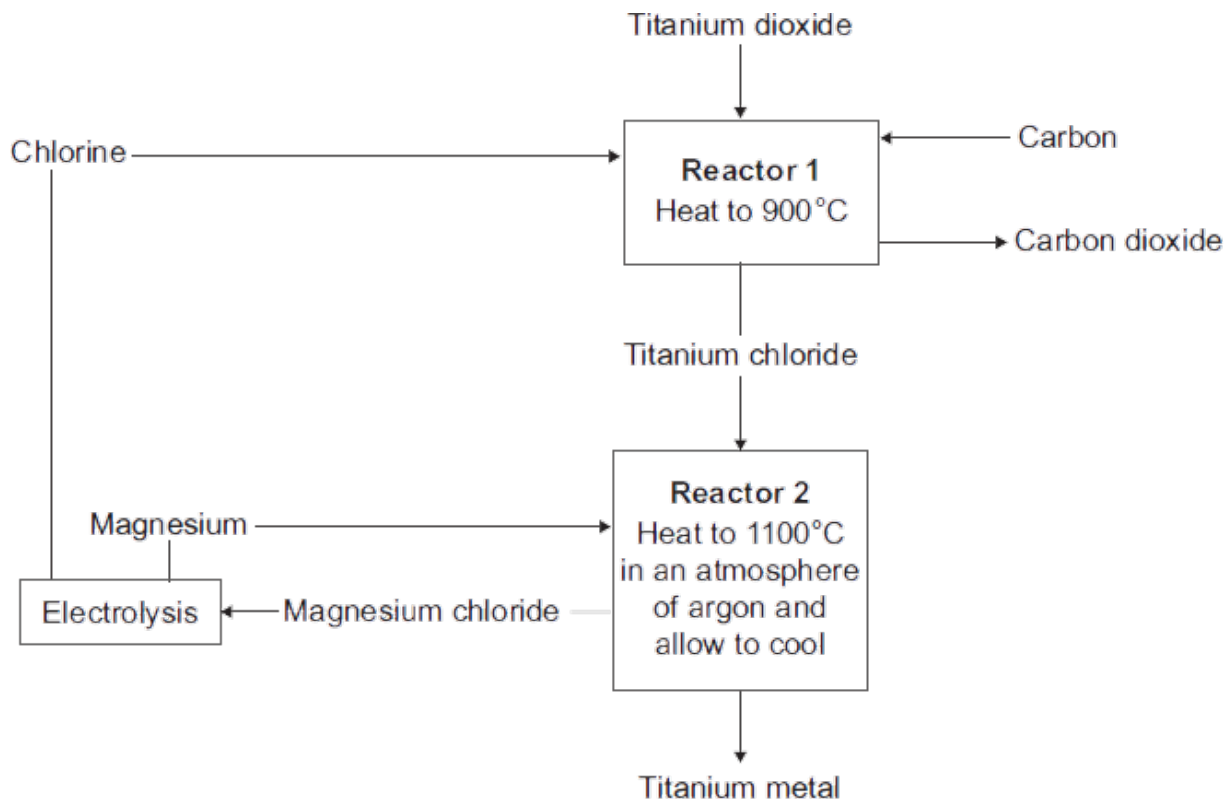 Titanium dioxide
Chlorine
Carbon
Reactor 1
Heat to 900°C
Carbon dioxide
Titanium chloride
Reactor 2
Heat to 1100°C
in an atmosphere
of argon and
allow to cool
Magnesium
Electrolysis
Magnesium chloride
Titanium metal